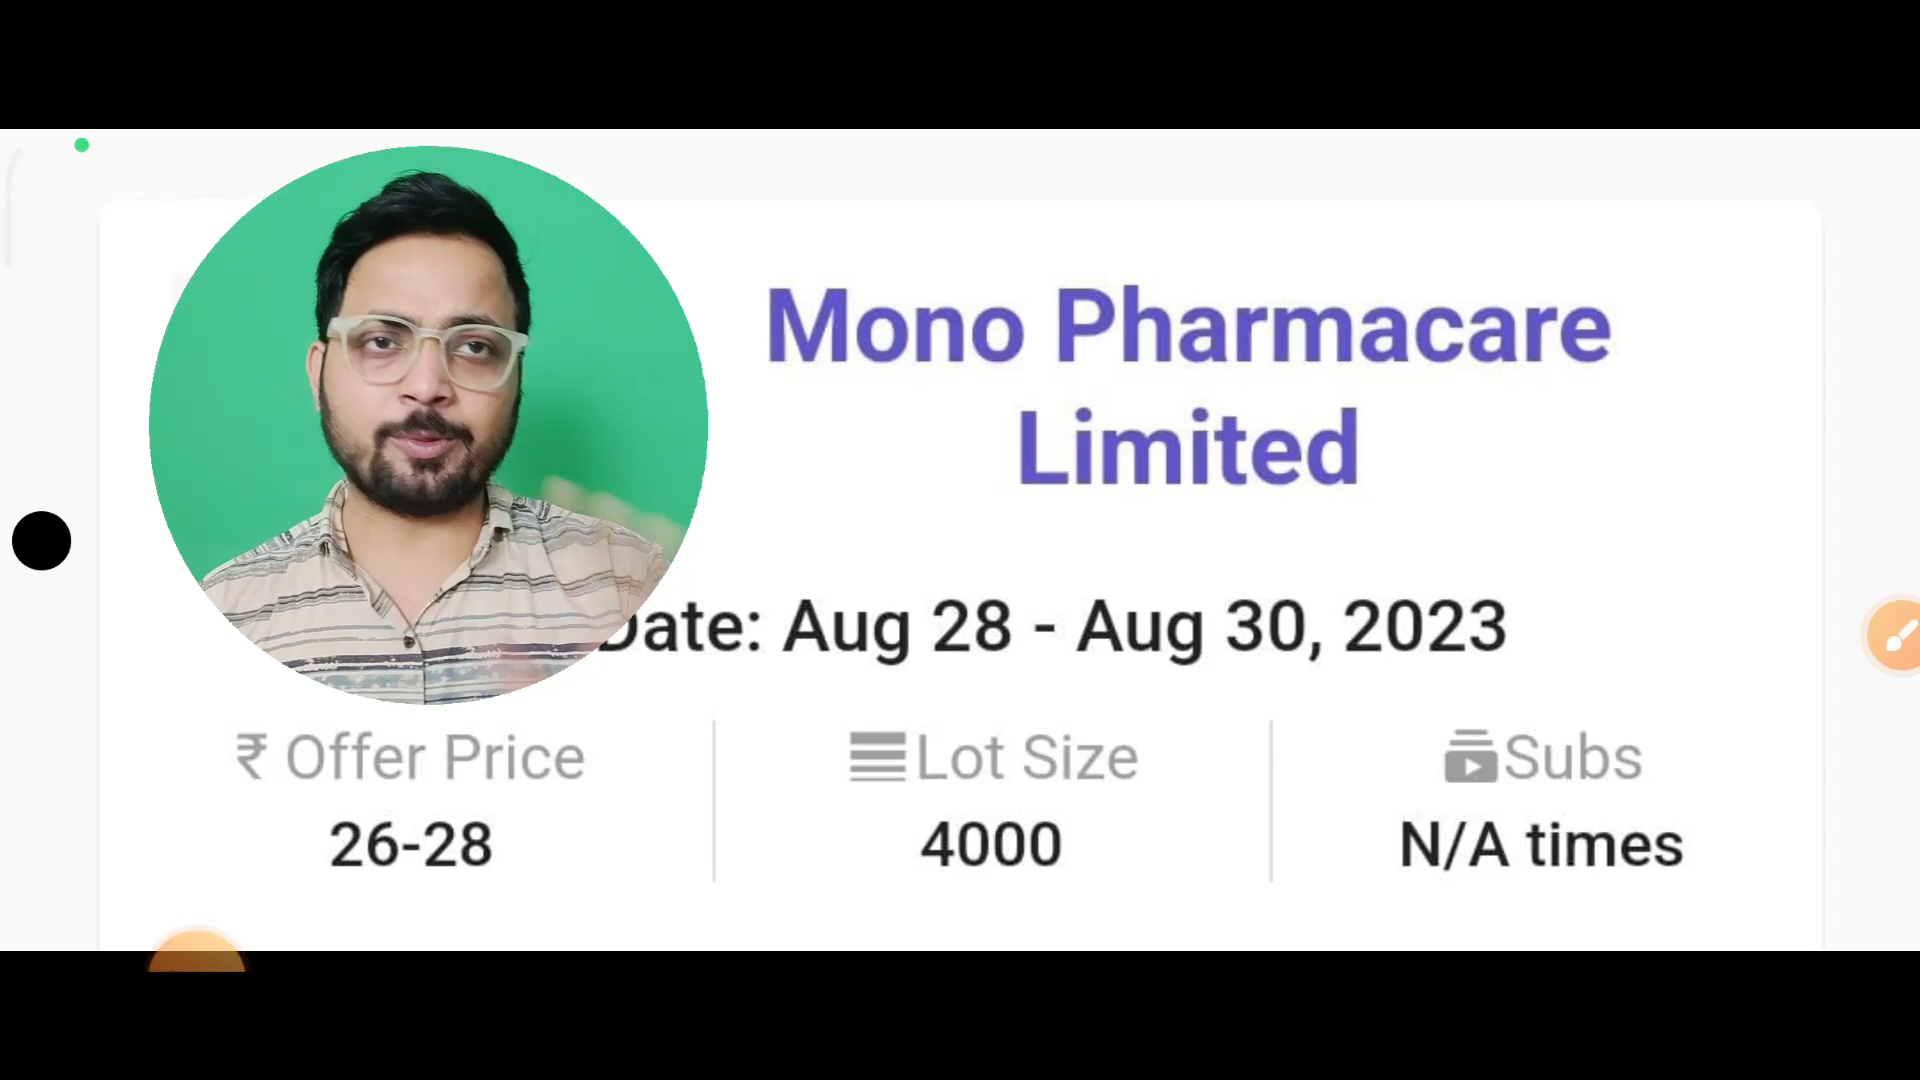 Mono Pharmacare
Limited
Date: Aug 28 - Aug 30, 2023
₹ Offer Price
Lot Size
Subs
26-28
4000
N/A times